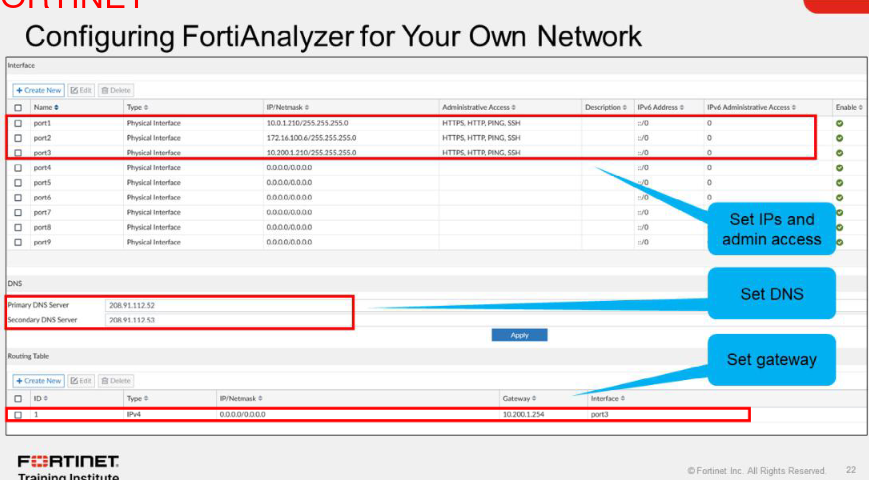 FORTINET
Configuring FortiAnalyzer for Your Own Network
Interface
+ Create New Edit Delete
Name Type IP/Netmask Administrative Access Description IPv6 Address IPv6 Administrative Access Enable
port1 Physical Interface 10.0.1.210/255.255.255.0 HTTPS, HTTP, PING, SSH ::/0 0
port2 Physical Interface 172.16.100.6/255.255.255.0 HTTPS, HTTP, PING, SSH ::/0 0
port3 Physical Interface 10.200.1.210/255.255.255.0 HTTPS, HTTP, PING, SSH ::/0 0
port4 Physical Interface 0.0.0.0/0.0.0.0 ::/0 0
port5 Physical Interface 0.0.0.0/0.0.0.0 ::/0 0
port6 Physical Interface 0.0.0.0/0.0.0.0 ::/0
port7 Physical Interface 0.0.0.0/0.0.0.0 ::/0
port8 Physical Interface 0.0.0.0/0.0.0.0 ::/0
port9 Physical Interface 0.0.0.0/0.0.0.0 ::/0
Set IPs and
admin access
DNS
Primary DNS Server 208.91.112.52
Secondary DNS Server 208.91.112.53
Set DNS
Apply
Routing Table
Set gateway
+ Create New Edit Delete
ID Type IP/Netmask Gateway Interface
1 IPv4 0.0.0.0/0.0.0.0 10.200.1.254 port3
FORTINET
Training Institute
© Fortinet Inc. All Rights Reserved. 22